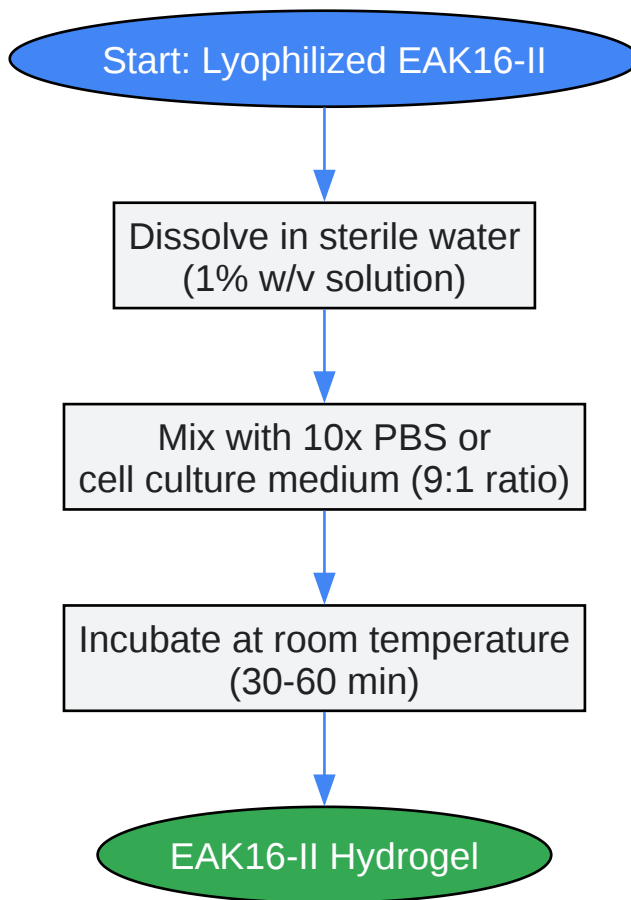 Start: Lyophilized EAK16-II
Dissolve in sterile water
(1% w/v solution)
Mix with 10x PBS or
cell culture medium (9:1 ratio)
Incubate at room temperature
(30-60 min)
EAK16-II Hydrogel